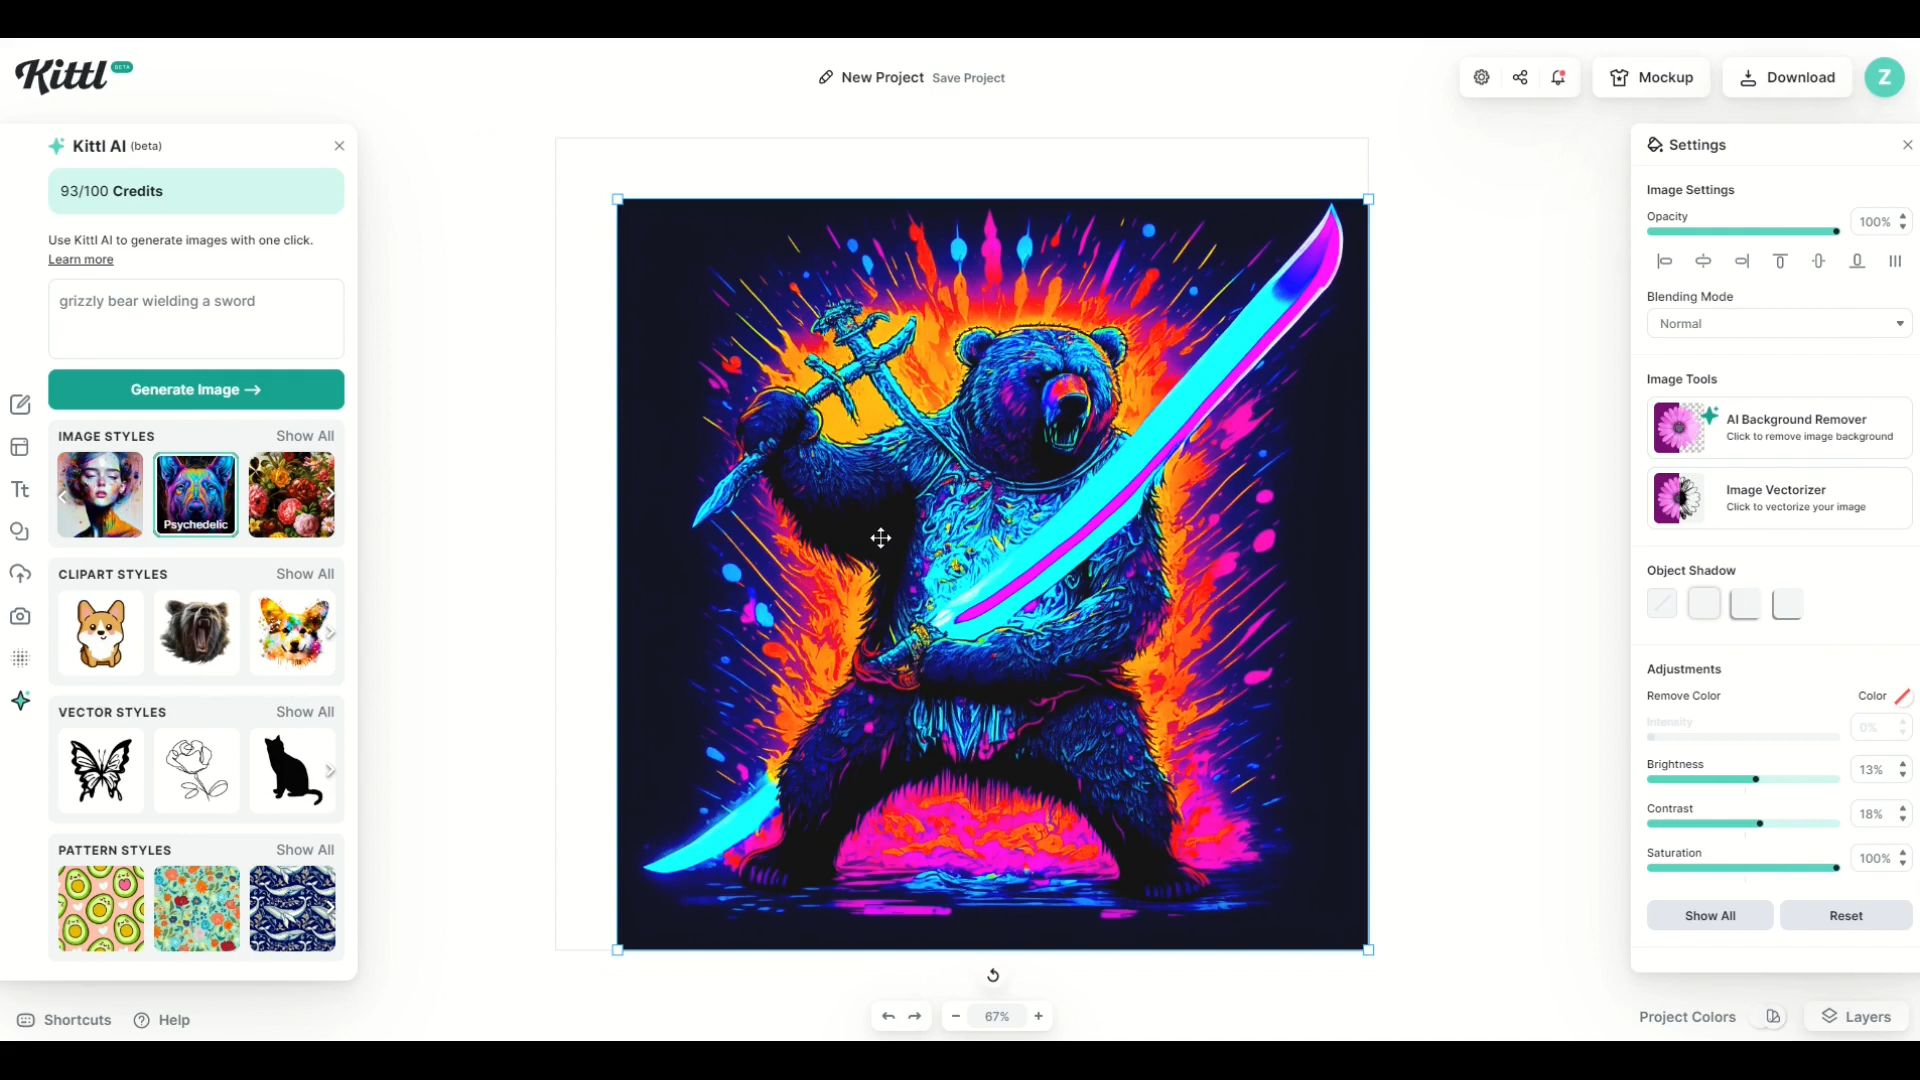 Kittl BETA
New Project Save Project
Mockup
Download
Z
Kittl AI (beta)
93/100 Credits
Use Kittl AI to generate images with one click.
Learn more
grizzly bear wielding a sword
Generate Image →
IMAGE STYLES Show All
Psychedelic
CLIPART STYLES Show All
VECTOR STYLES Show All
PATTERN STYLES Show All
Tt
Shortcuts
Help
67%
Settings
Image Settings
Opacity
100%
Blending Mode
Normal
Image Tools
AI Background Remover
Click to remove image background
Image Vectorizer
Click to vectorize your image
Object Shadow
Adjustments
Remove Color Color
Intensity
0%
Brightness
13%
Contrast
18%
Saturation
100%
Show All Reset
Project Colors
Layers